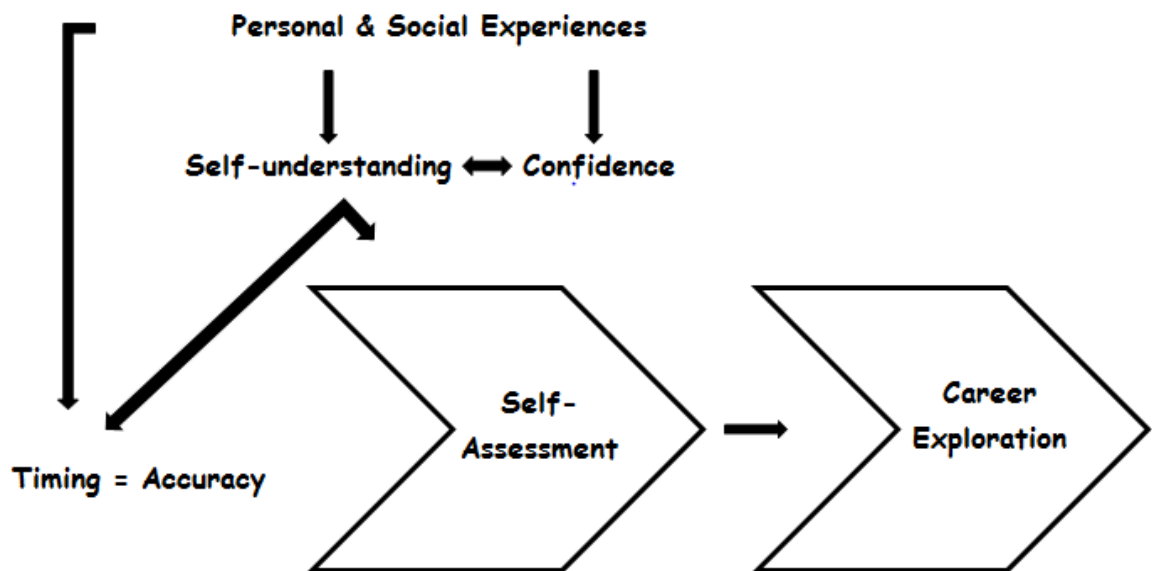 Personal & Social Experiences
Self-understanding Confidence
Self-
Assessment
Career
Exploration
Timing = Accuracy